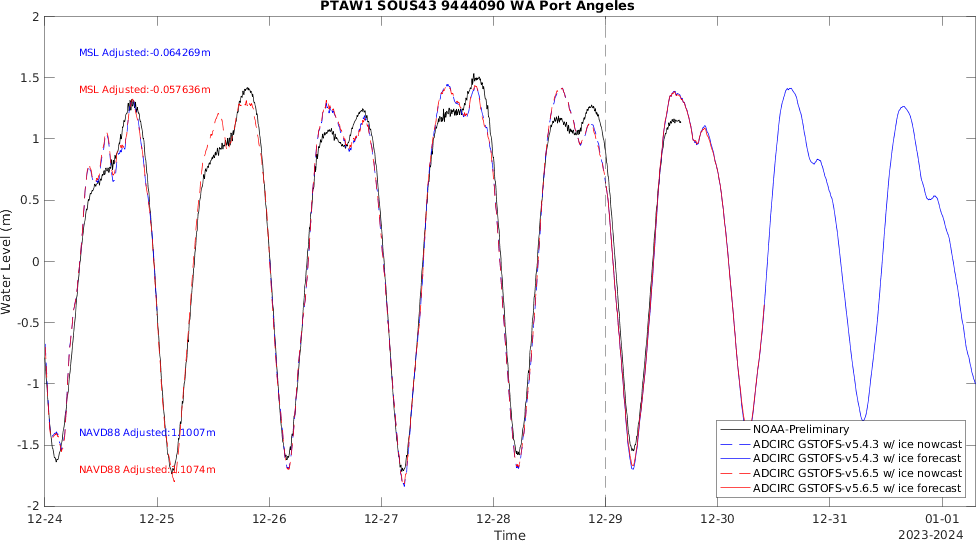 PTAW1 SOUS43 9444090 WA Port Angeles
2
MSL Adjusted:-0.064269m
1.5
MSL Adjusted:-0.057636m
1
0.5
0
Water Level (m)
-0.5
-1
NAVD88 Adjusted:1.1007m
-1.5
NAVD88 Adjusted:1.1074m
-2
NOAA-Preliminary
ADCIRC GSTOFS-v5.4.3 w/ ice nowcast
ADCIRC GSTOFS-v5.4.3 w/ ice forecast
ADCIRC GSTOFS-v5.6.5 w/ ice nowcast
ADCIRC GSTOFS-v5.6.5 w/ ice forecast
12-24 12-25 12-26 12-27 12-28 12-29 12-30 12-31 01-01
Time
2023-2024